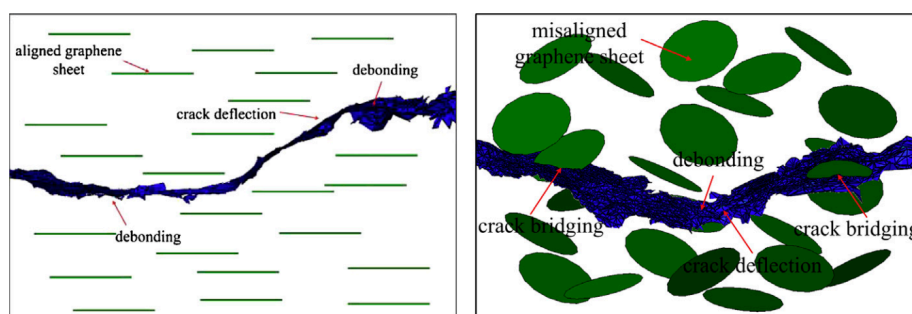 aligned graphene
sheet
debonding
crack deflection
debonding
misaligned
graphene sheet
debonding
crack bridging
crack bridging
crack deflection